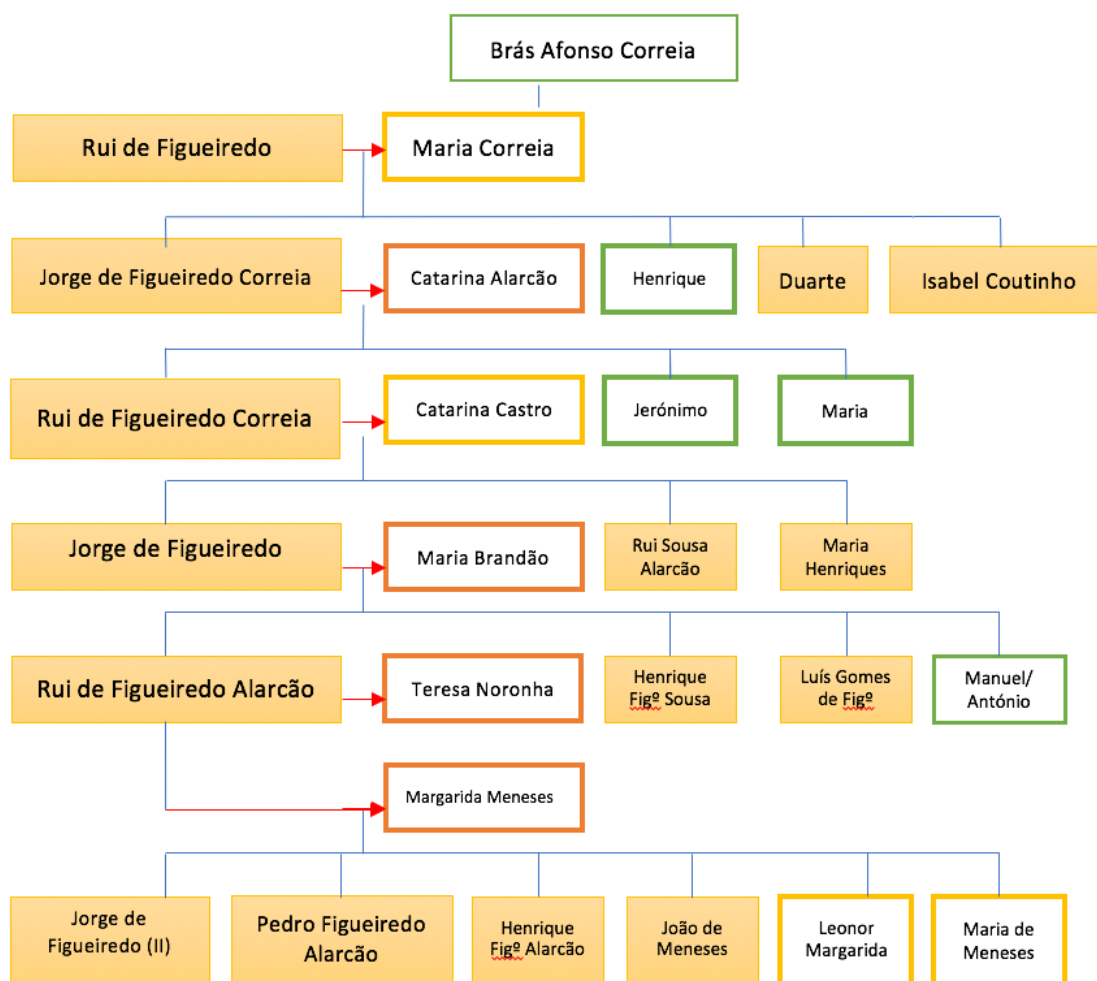 Brás Afonso Correia
Rui de Figueiredo
Maria Correia
Jorge de Figueiredo Correia
Catarina Alarcão
Henrique
Duarte
Isabel Coutinho
Rui de Figueiredo Correia
Catarina Castro
Jerónimo
Maria
Jorge de Figueiredo
Maria Brandão
Rui Sousa
Alarcão
Maria
Henriques
Rui de Figueiredo Alarcão
Teresa Noronha
Henrique
Figº Sousa
Luís Gomes
de Figº
Manuel/
António
Margarida Meneses
Jorge de
Figueiredo (II)
Pedro Figueiredo
Alarcão
Henrique
Figº Alarcão
João de
Meneses
Leonor
Margarida
Maria de
Meneses